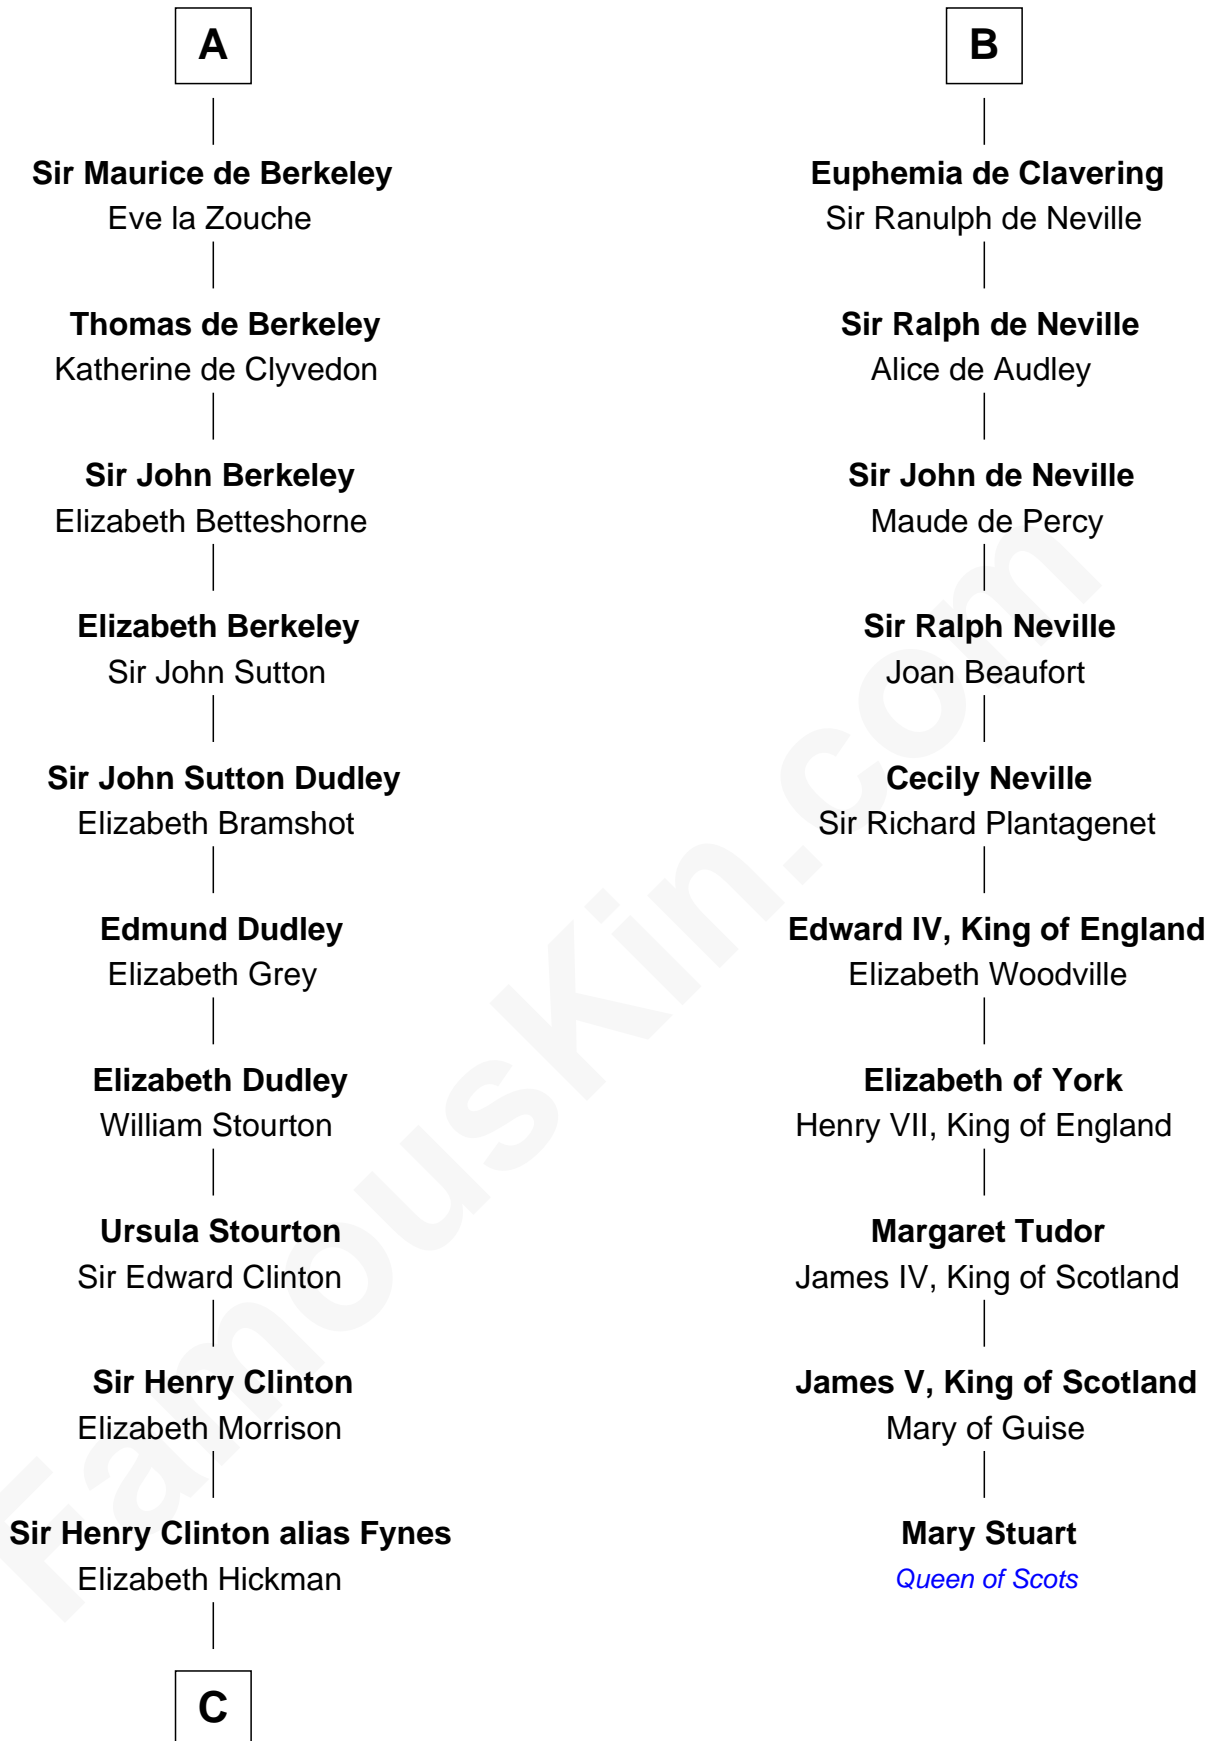 A
Sir Maurice de Berkeley
Eve la Zouche
Thomas de Berkeley
Katherine de Clyvedon
Sir John Berkeley
Elizabeth Betteshorne
Elizabeth Berkeley
Sir John Sutton
Sir John Sutton Dudley
Elizabeth Bramshot
Edmund Dudley
Elizabeth Grey
Elizabeth Dudley
William Stourton
Ursula Stourton
Sir Edward Clinton
Sir Henry Clinton
Elizabeth Morrison
Sir Henry Clinton alias Fynes
Elizabeth Hickman
C
B
Euphemia de Clavering
Sir Ranulph de Neville
Sir Ralph de Neville
Alice de Audley
Sir John de Neville
Maude de Percy
Sir Ralph Neville
Joan Beaufort
Cecily Neville
Sir Richard Plantagenet
Edward IV, King of England
Elizabeth Woodville
Elizabeth of York
Henry VII, King of England
Margaret Tudor
James IV, King of Scotland
James V, King of Scotland
Mary of Guise
Mary Stuart
Queen of Scots
FamousKin.com